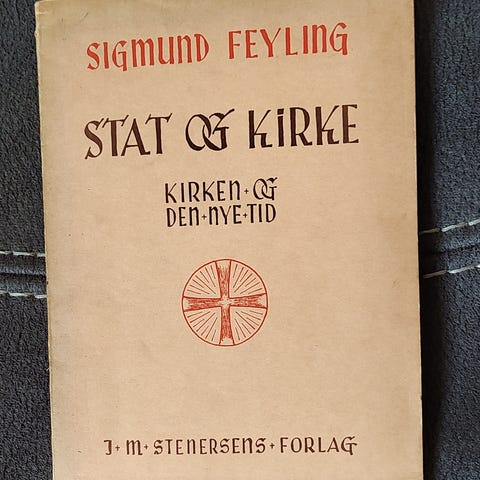 SIGMUND FEYLING
STAT OG KIRKE
KIRKEN + OG
DEN + NYE + TID
J + M + STENERSENS + FORLAG